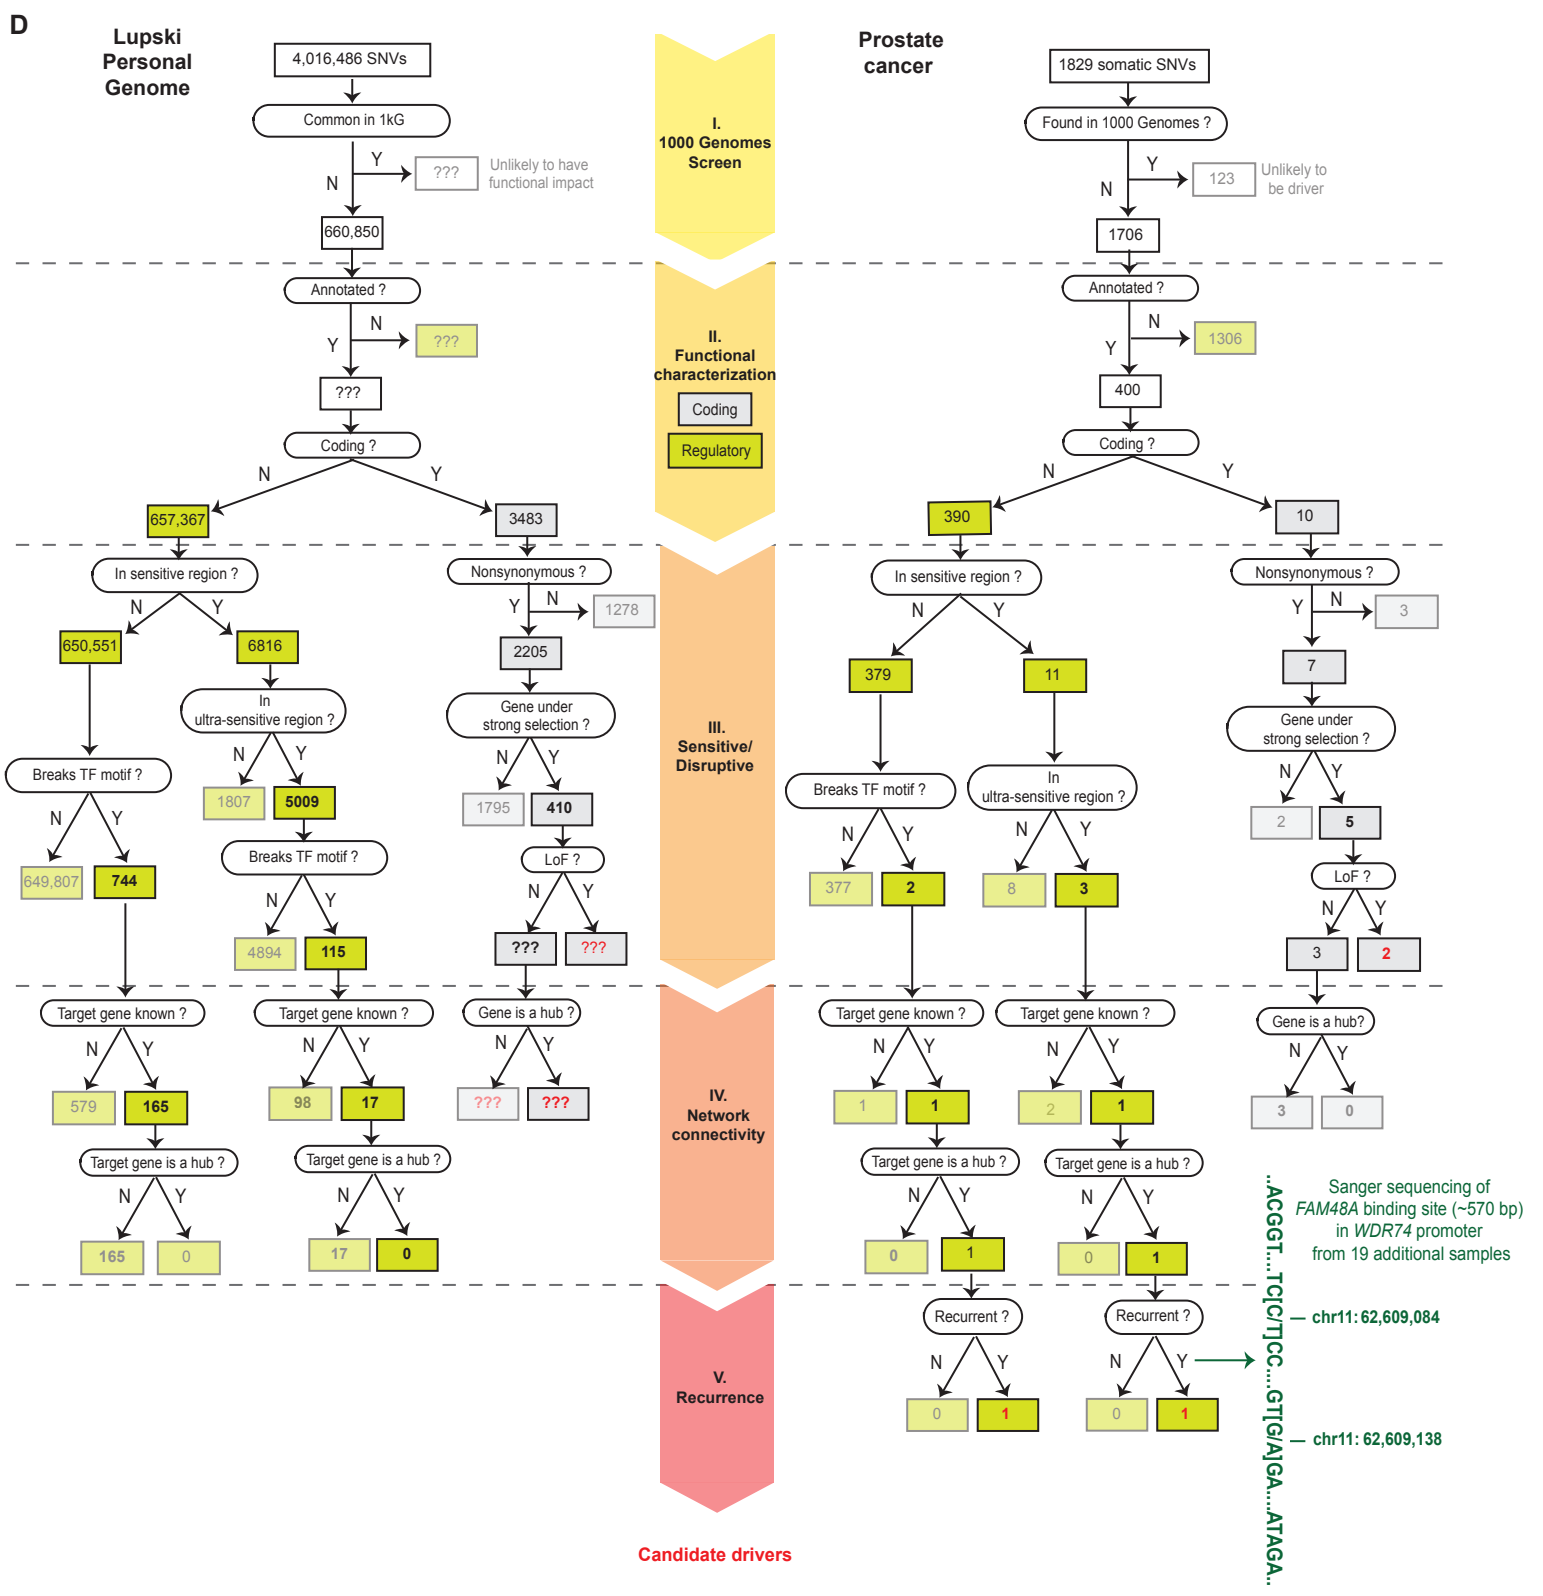 D
Lupski
Personal
Genome
4,016,486 SNVs
Common in 1kG
Y
N
???
Unlikely to have
functional impact
660,850
Annotated ?
N
Y
???
???
Coding ?
N
Y
657,367
3483
In sensitive region ?
N
Y
650,551
6816
In
ultra-sensitive region ?
N
Y
1807
5009
Breaks TF motif ?
N
Y
649,807
744
Breaks TF motif ?
N
Y
4894
115
Nonsynonymous ?
N
Y
1278
2205
Gene under
strong selection ?
N
Y
1795
410
LoF ?
N
Y
???
???
Target gene known ?
N
Y
579
165
Target gene is a hub ?
N
Y
165
0
Target gene known ?
N
Y
98
17
Target gene is a hub ?
N
Y
17
0
Gene is a hub ?
N
Y
???
???
I.
1000 Genomes
Screen
II.
Functional
characterization
Coding
Regulatory
III.
Sensitive/
Disruptive
IV.
Network
connectivity
V.
Recurrence
Candidate drivers
Prostate
cancer
1829 somatic SNVs
Found in 1000 Genomes ?
Y
N
123
Unlikely to
be driver
1706
Annotated ?
N
Y
1306
400
Coding ?
N
Y
390
10
In sensitive region ?
N
Y
379
11
Breaks TF motif ?
N
Y
377
2
In
ultra-sensitive region ?
N
Y
8
3
Nonsynonymous ?
N
Y
3
7
Gene under
strong selection ?
N
Y
2
5
LoF ?
N
Y
3
2
Target gene known ?
N
Y
1
1
Target gene is a hub ?
N
Y
0
1
Recurrent ?
N
Y
0
1
Target gene known ?
N
Y
2
1
Target gene is a hub ?
N
Y
0
1
Recurrent ?
N
Y
0
1
Gene is a hub?
N
Y
3
0
Sanger sequencing of
FAM48A binding site (~570 bp)
in WDR74 promoter
from 19 additional samples
..ACGGT....TC[C/T]CC....GT[G/A]GA....ATAGA..
chr11: 62,609,084
chr11: 62,609,138